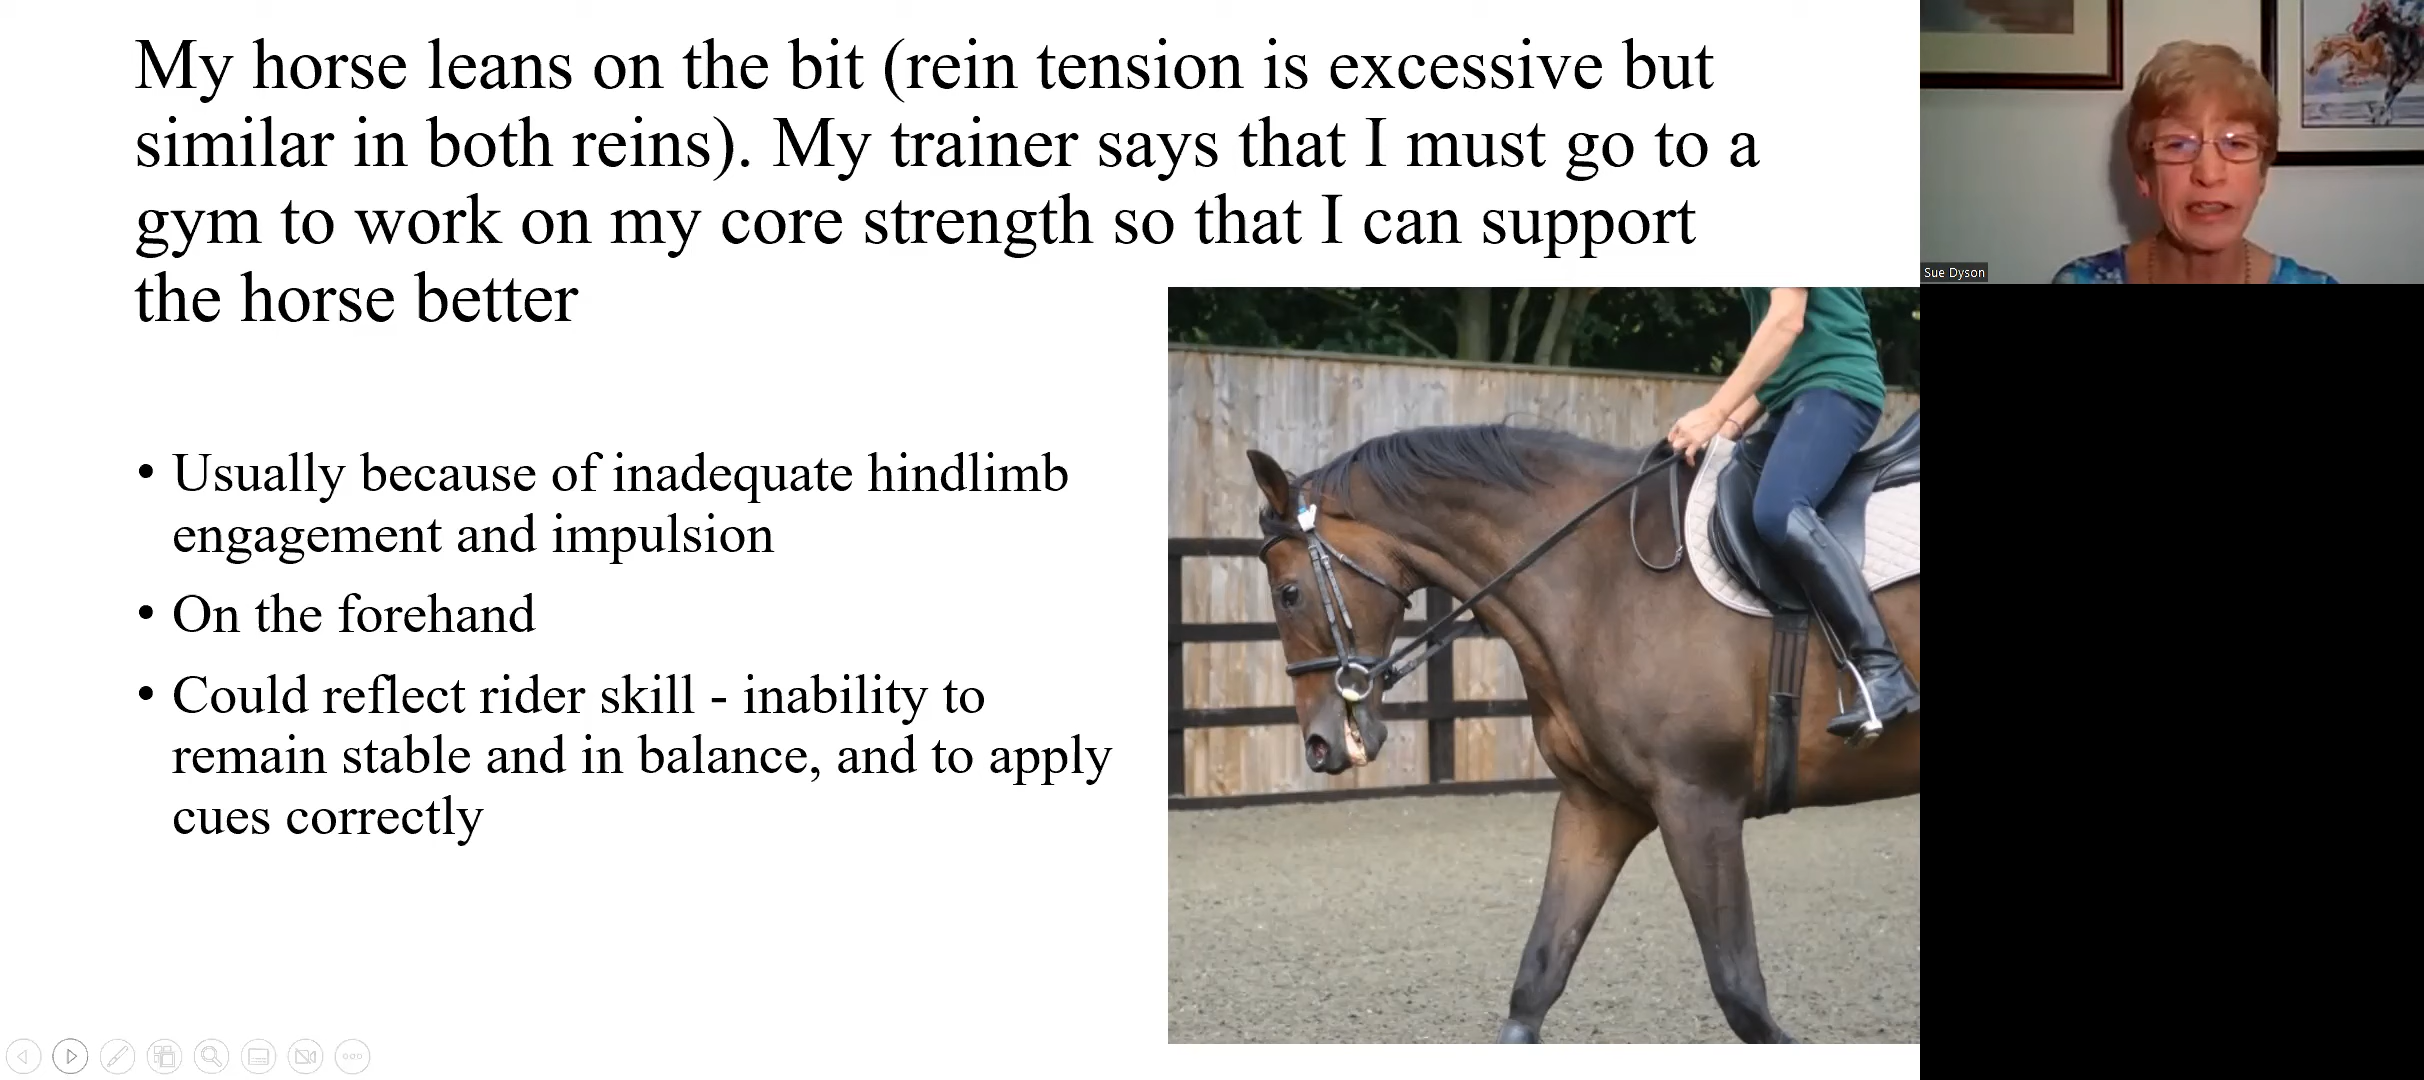 My horse leans on the bit (rein tension is excessive but
similar in both reins). My trainer says that I must go to a
gym to work on my core strength so that I can support
the horse better
• Usually because of inadequate hindlimb
engagement and impulsion
• On the forehand
• Could reflect rider skill - inability to
remain stable and in balance, and to apply
cues correctly
Sue Dyson